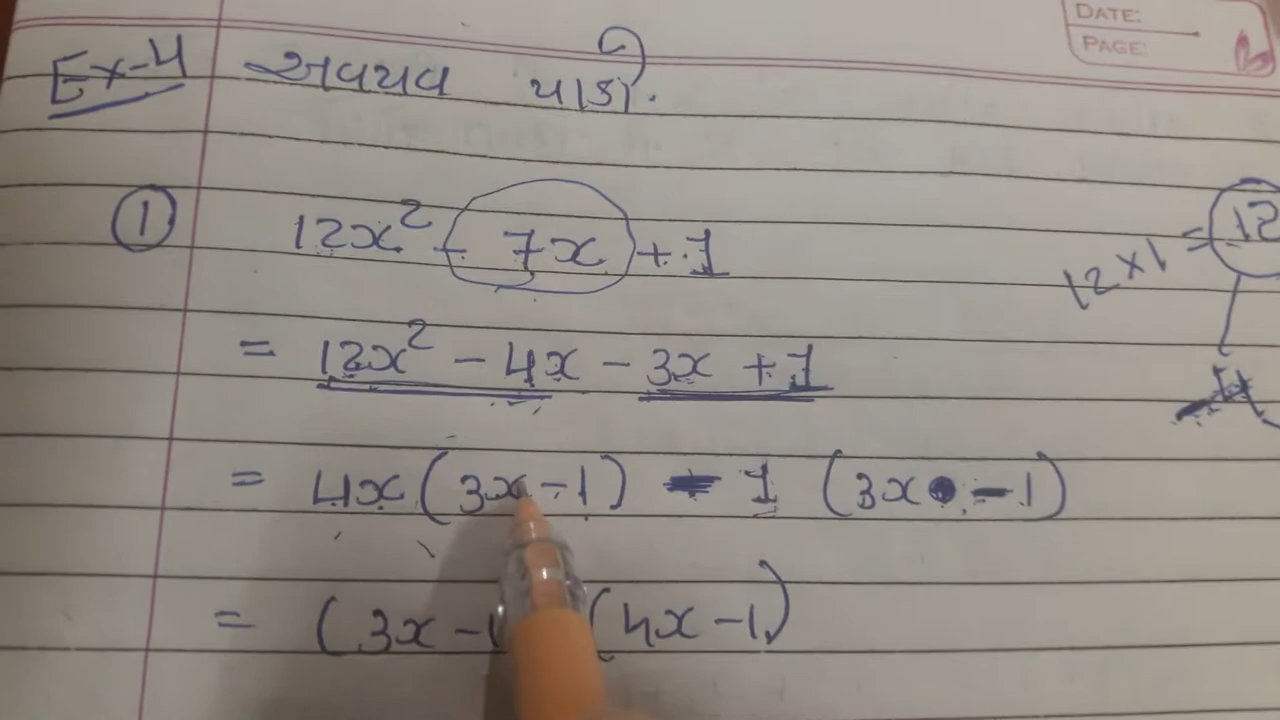 DATE:
PAGE:
Ex-4 અવયવ પાડો.
① 12x² - 7x + 1
12 x 1 = 12
= 12x² - 4x - 3x + 1
= 4x (3x - 1) - 1 (3x - 1)
= (3x - 1 (4x - 1)